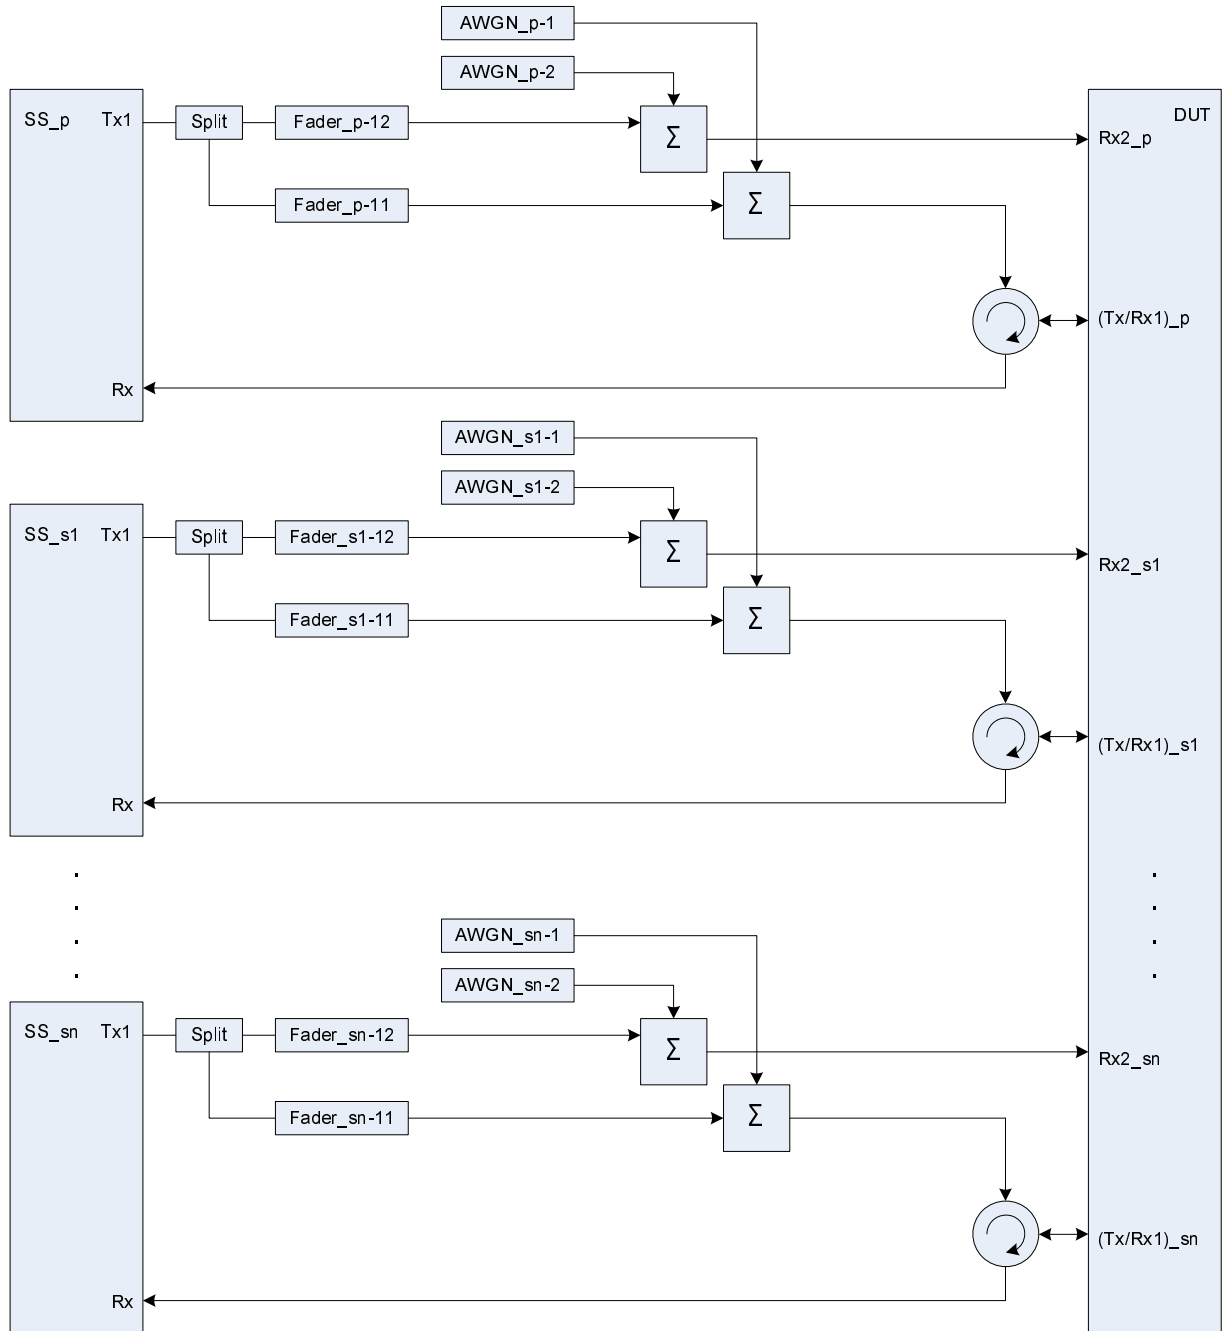 AWGN_p-1
AWGN_p-2
SS_p Tx1
Split
Fader_p-12
Σ
DUT
Rx2_p
Fader_p-11
Σ
(Tx/Rx1)_p
Rx
AWGN_s1-1
AWGN_s1-2
SS_s1 Tx1
Split
Fader_s1-12
Σ
Rx2_s1
Fader_s1-11
Σ
(Tx/Rx1)_s1
Rx
AWGN_sn-1
AWGN_sn-2
SS_sn Tx1
Split
Fader_sn-12
Σ
Rx2_sn
Fader_sn-11
Σ
(Tx/Rx1)_sn
Rx